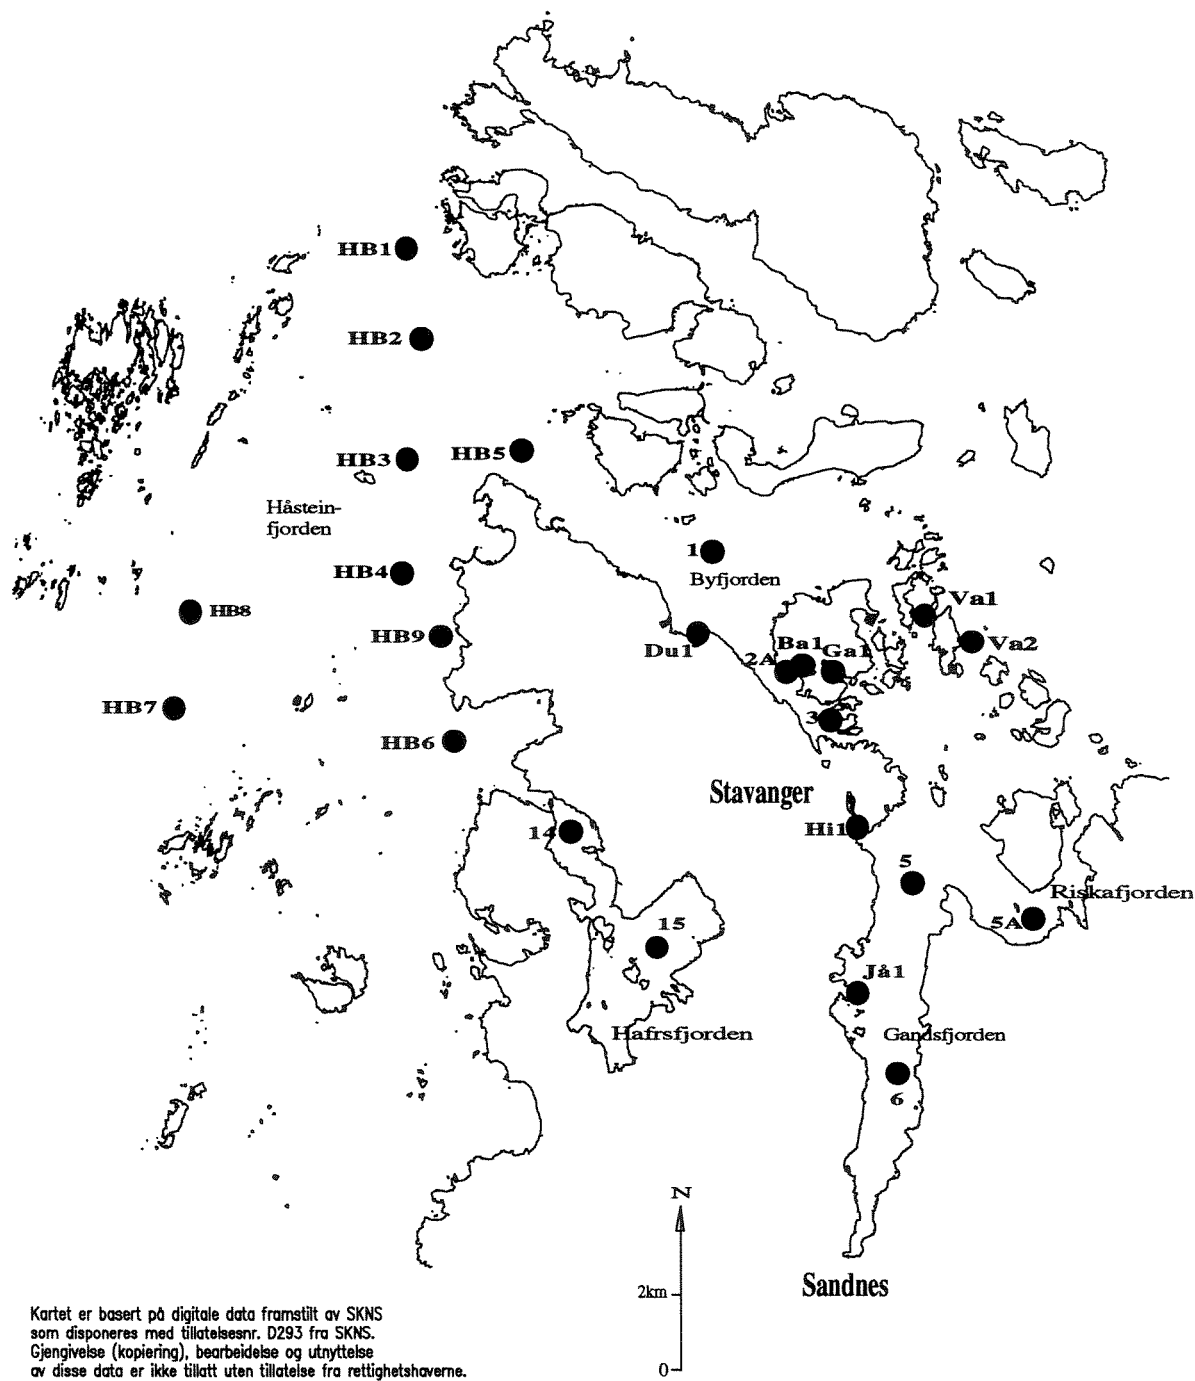 HB1
HB2
HB3
HB5
Håstein-
fjorden
1
Byfjorden
HB4
HB8
Va1
HB9
Du1
Ba1
Ga1
Va2
2A
HB7
3
HB6
Stavanger
14
Hi1
5
Riskafjorden
15
5A
Jå1
Hafrsfjorden
Gandsfjorden
6
N
Sandnes
2km
0
Kartet er basert på digitale data framstilt av SKNS
som disponeres med tillatelsesnr. D293 fra SKNS.
Gjengivelse (kopiering), bearbeidelse og utnyttelse
av disse data er ikke tillatt uten tillatelse fra rettighetshaverne.